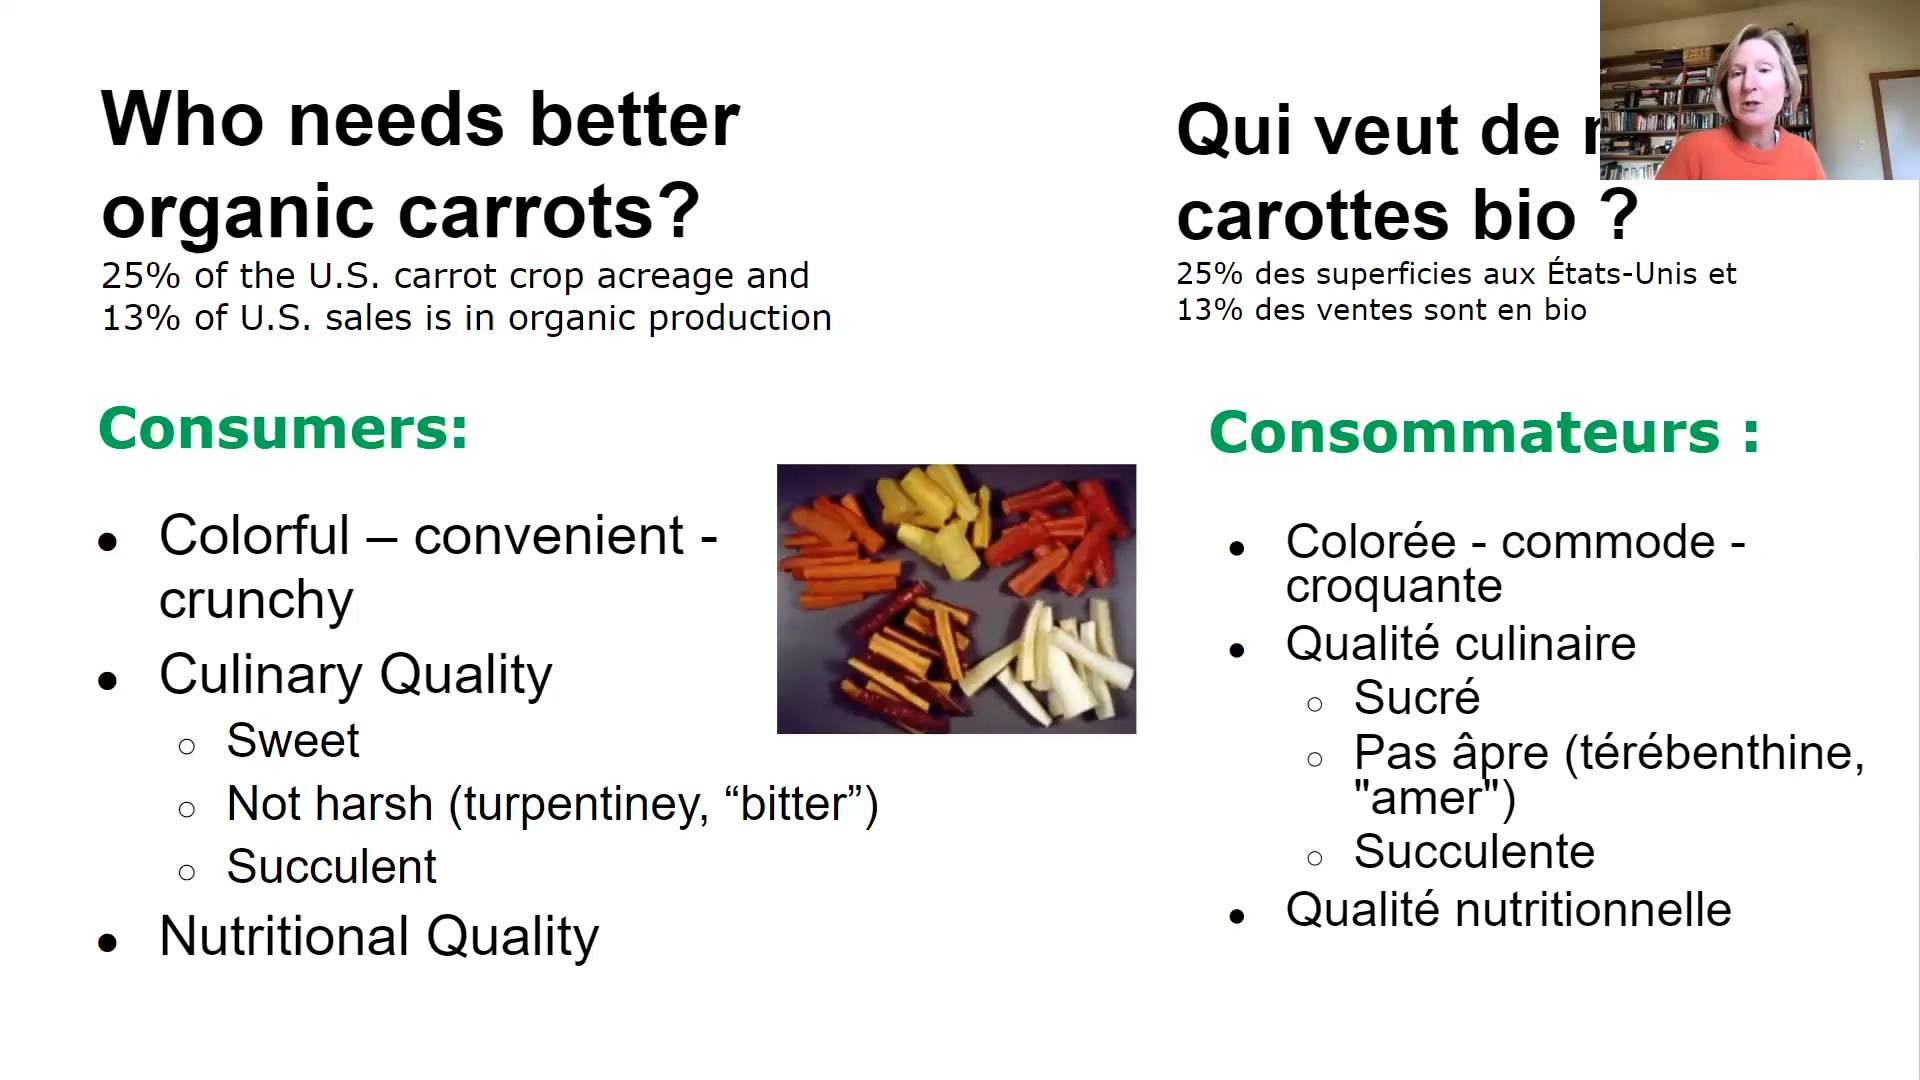 Who needs better
organic carrots?
25% of the U.S. carrot crop acreage and
13% of U.S. sales is in organic production
Consumers:
● Colorful – convenient -
crunchy
● Culinary Quality
○ Sweet
○ Not harsh (turpentiney, “bitter”)
○ Succulent
● Nutritional Quality
Qui veut de
carottes bio ?
25% des superficies aux États-Unis et
13% des ventes sont en bio
Consommateurs :
● Colorée - commode -
croquante
● Qualité culinaire
○ Sucré
○ Pas âpre (térébenthine,
"amer")
○ Succulente
● Qualité nutritionnelle